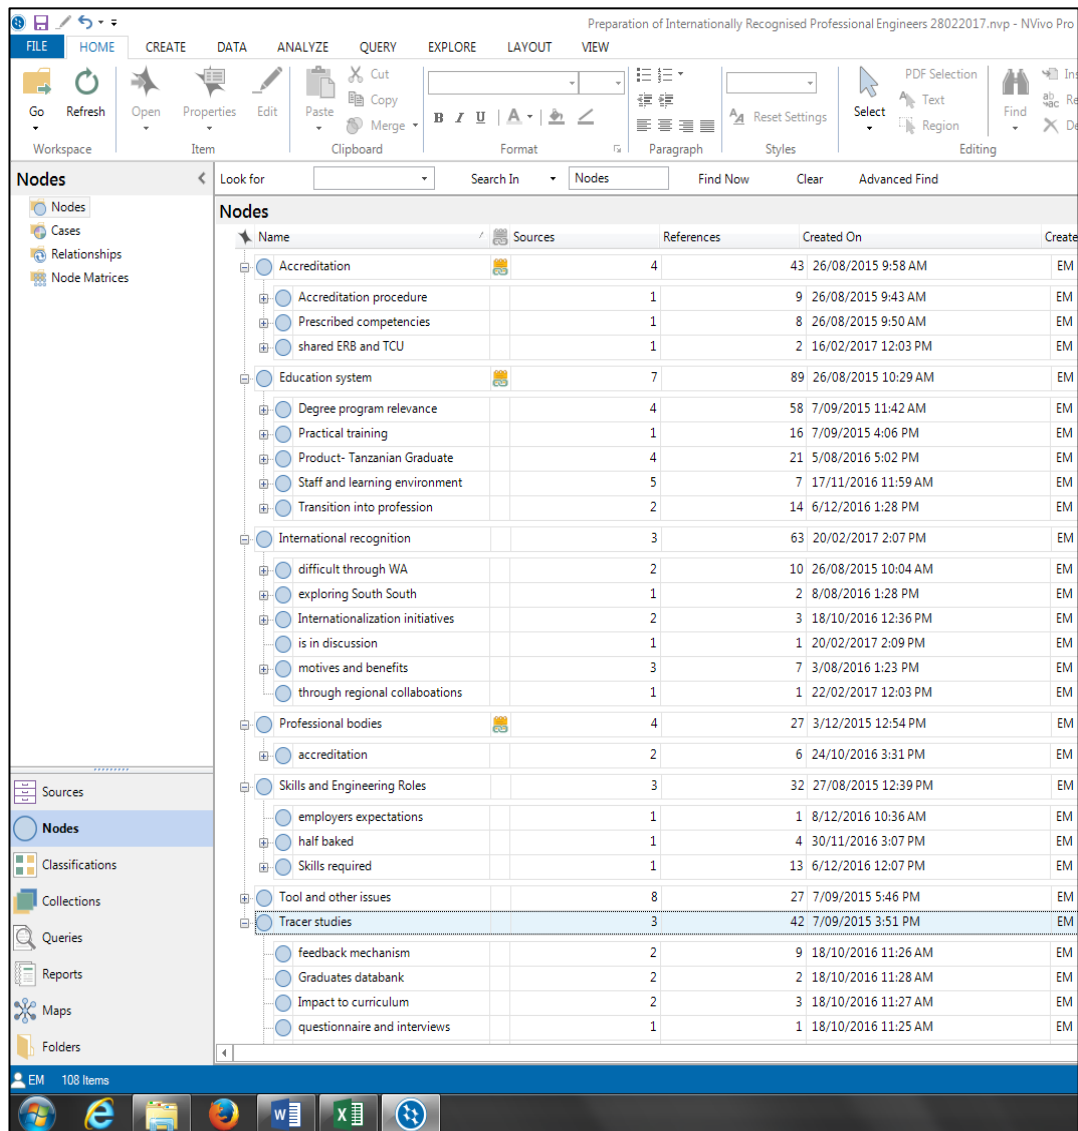 Preparation of Internationally Recognised Professional Engineers 28022017.nvp - NVivo Pro
FILE HOME CREATE DATA ANALYZE QUERY EXPLORE LAYOUT VIEW
Go Refresh Open Properties Edit Paste Cut Copy Merge
B I U A Reset Settings Select PDF Selection Text Region Find
Workspace Item Clipboard Format Paragraph Styles Editing
Nodes
Nodes
Cases
Relationships
Node Matrices
Sources
Nodes
Classifications
Collections
Queries
Reports
Maps
Folders
Look for Search In Nodes Find Now Clear Advanced Find
Nodes
Name Sources References Created On Create
Accreditation 4 43 26/08/2015 9:58 AM EM
Accreditation procedure 1 9 26/08/2015 9:43 AM EM
Prescribed competencies 1 8 26/08/2015 9:50 AM EM
shared ERB and TCU 1 2 16/02/2017 12:03 PM EM
Education system 7 89 26/08/2015 10:29 AM EM
Degree program relevance 4 58 7/09/2015 11:42 AM EM
Practical training 1 16 7/09/2015 4:06 PM EM
Product- Tanzanian Graduate 4 21 5/08/2016 5:02 PM EM
Staff and learning environment 5 7 17/11/2016 11:59 AM EM
Transition into profession 2 14 6/12/2016 1:28 PM EM
International recognition 3 63 20/02/2017 2:07 PM EM
difficult through WA 2 10 26/08/2015 10:04 AM EM
exploring South South 1 2 8/08/2016 1:28 PM EM
Internationalization initiatives 2 3 18/10/2016 12:36 PM EM
is in discussion 1 1 20/02/2017 2:09 PM EM
motives and benefits 3 7 3/08/2016 1:23 PM EM
through regional collaboations 1 1 22/02/2017 12:03 PM EM
Professional bodies 4 27 3/12/2015 12:54 PM EM
accreditation 2 6 24/10/2016 3:31 PM EM
Skills and Engineering Roles 3 32 27/08/2015 12:39 PM EM
employers expectations 1 1 8/12/2016 10:36 AM EM
half baked 1 4 30/11/2016 3:07 PM EM
Skills required 1 13 6/12/2016 12:07 PM EM
Tool and other issues 8 27 7/09/2015 5:46 PM EM
Tracer studies 3 42 7/09/2015 3:51 PM EM
feedback mechanism 2 9 18/10/2016 11:26 AM EM
Graduates databank 2 2 18/10/2016 11:28 AM EM
Impact to curriculum 2 3 18/10/2016 11:27 AM EM
questionnaire and interviews 1 1 18/10/2016 11:25 AM EM
EM 108 Items